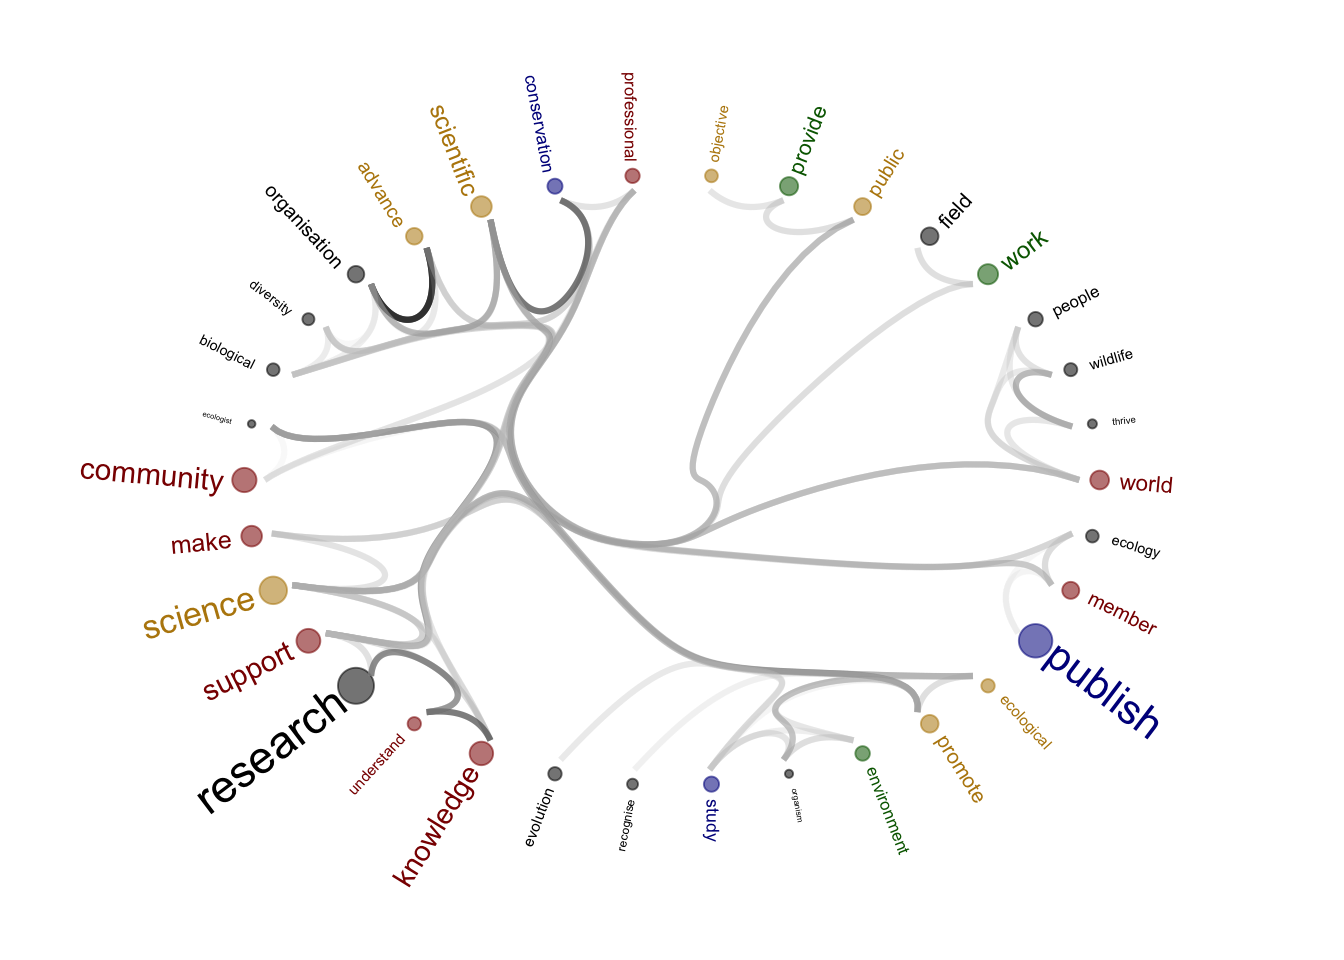 professional
objective
provide
public
field
work
people
wildlife
thrive
world
ecology
member
publish
ecological
promote
environment
organism
study
recognise
evolution
knowledge
understand
research
support
science
make
community
ecologist
biological
diversity
organisation
advance
scientific
conservation